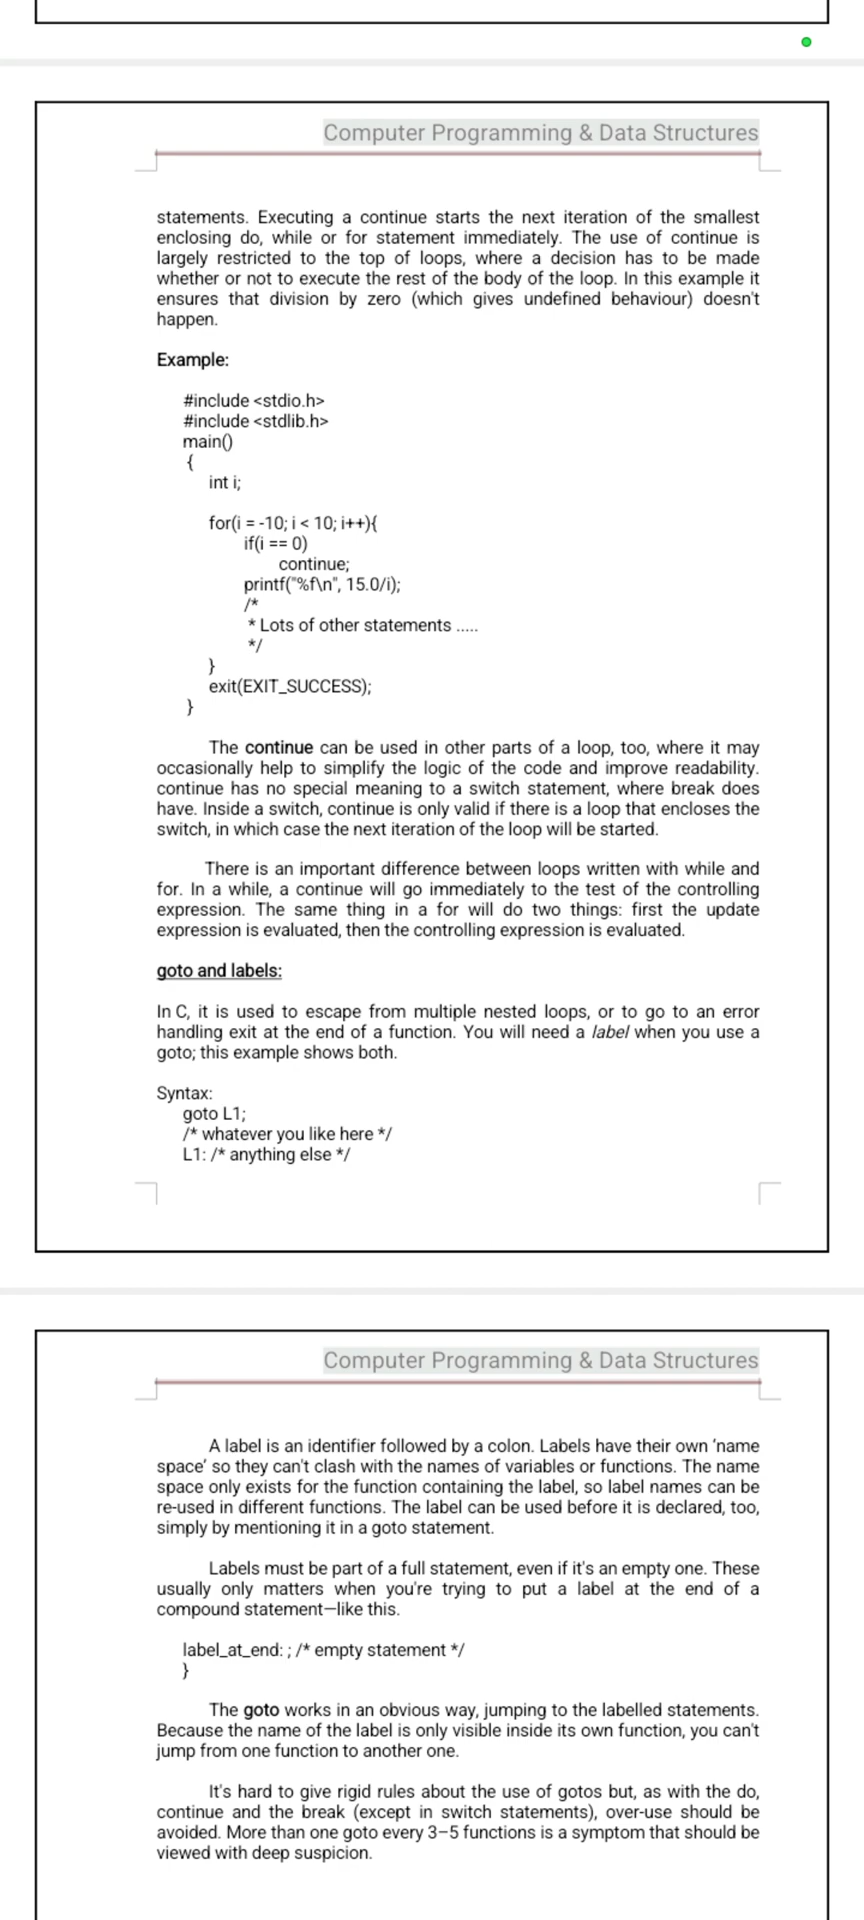 Computer Programming & Data Structures
statements. Executing a continue starts the next iteration of the smallest
enclosing do, while or for statement immediately. The use of continue is
largely restricted to the top of loops, where a decision has to be made
whether or not to execute the rest of the body of the loop. In this example it
ensures that division by zero (which gives undefined behaviour) doesn't
happen.
Example:
#include <stdio.h>
#include <stdlib.h>
main()
{
int i;
for(i = -10; i < 10; i++){
if(i == 0)
continue;
printf("%f\n", 15.0/i);
/*
* Lots of other statements .....
*/
}
exit(EXIT_SUCCESS);
}
The continue can be used in other parts of a loop, too, where it may
occasionally help to simplify the logic of the code and improve readability.
continue has no special meaning to a switch statement, where break does
have. Inside a switch, continue is only valid if there is a loop that encloses the
switch, in which case the next iteration of the loop will be started.
There is an important difference between loops written with while and
for. In a while, a continue will go immediately to the test of the controlling
expression. The same thing in a for will do two things: first the update
expression is evaluated, then the controlling expression is evaluated.
goto and labels:
In C, it is used to escape from multiple nested loops, or to go to an error
handling exit at the end of a function. You will need a label when you use a
goto; this example shows both.
Syntax:
goto L1;
/* whatever you like here */
L1: /* anything else */
Computer Programming & Data Structures
A label is an identifier followed by a colon. Labels have their own 'name
space' so they can't clash with the names of variables or functions. The name
space only exists for the function containing the label, so label names can be
re-used in different functions. The label can be used before it is declared, too,
simply by mentioning it in a goto statement.
Labels must be part of a full statement, even if it's an empty one. These
usually only matters when you're trying to put a label at the end of a
compound statement—like this.
label_at_end: ; /* empty statement */
}
The goto works in an obvious way, jumping to the labelled statements.
Because the name of the label is only visible inside its own function, you can't
jump from one function to another one.
It's hard to give rigid rules about the use of gotos but, as with the do,
continue and the break (except in switch statements), over-use should be
avoided. More than one goto every 3–5 functions is a symptom that should be
viewed with deep suspicion.